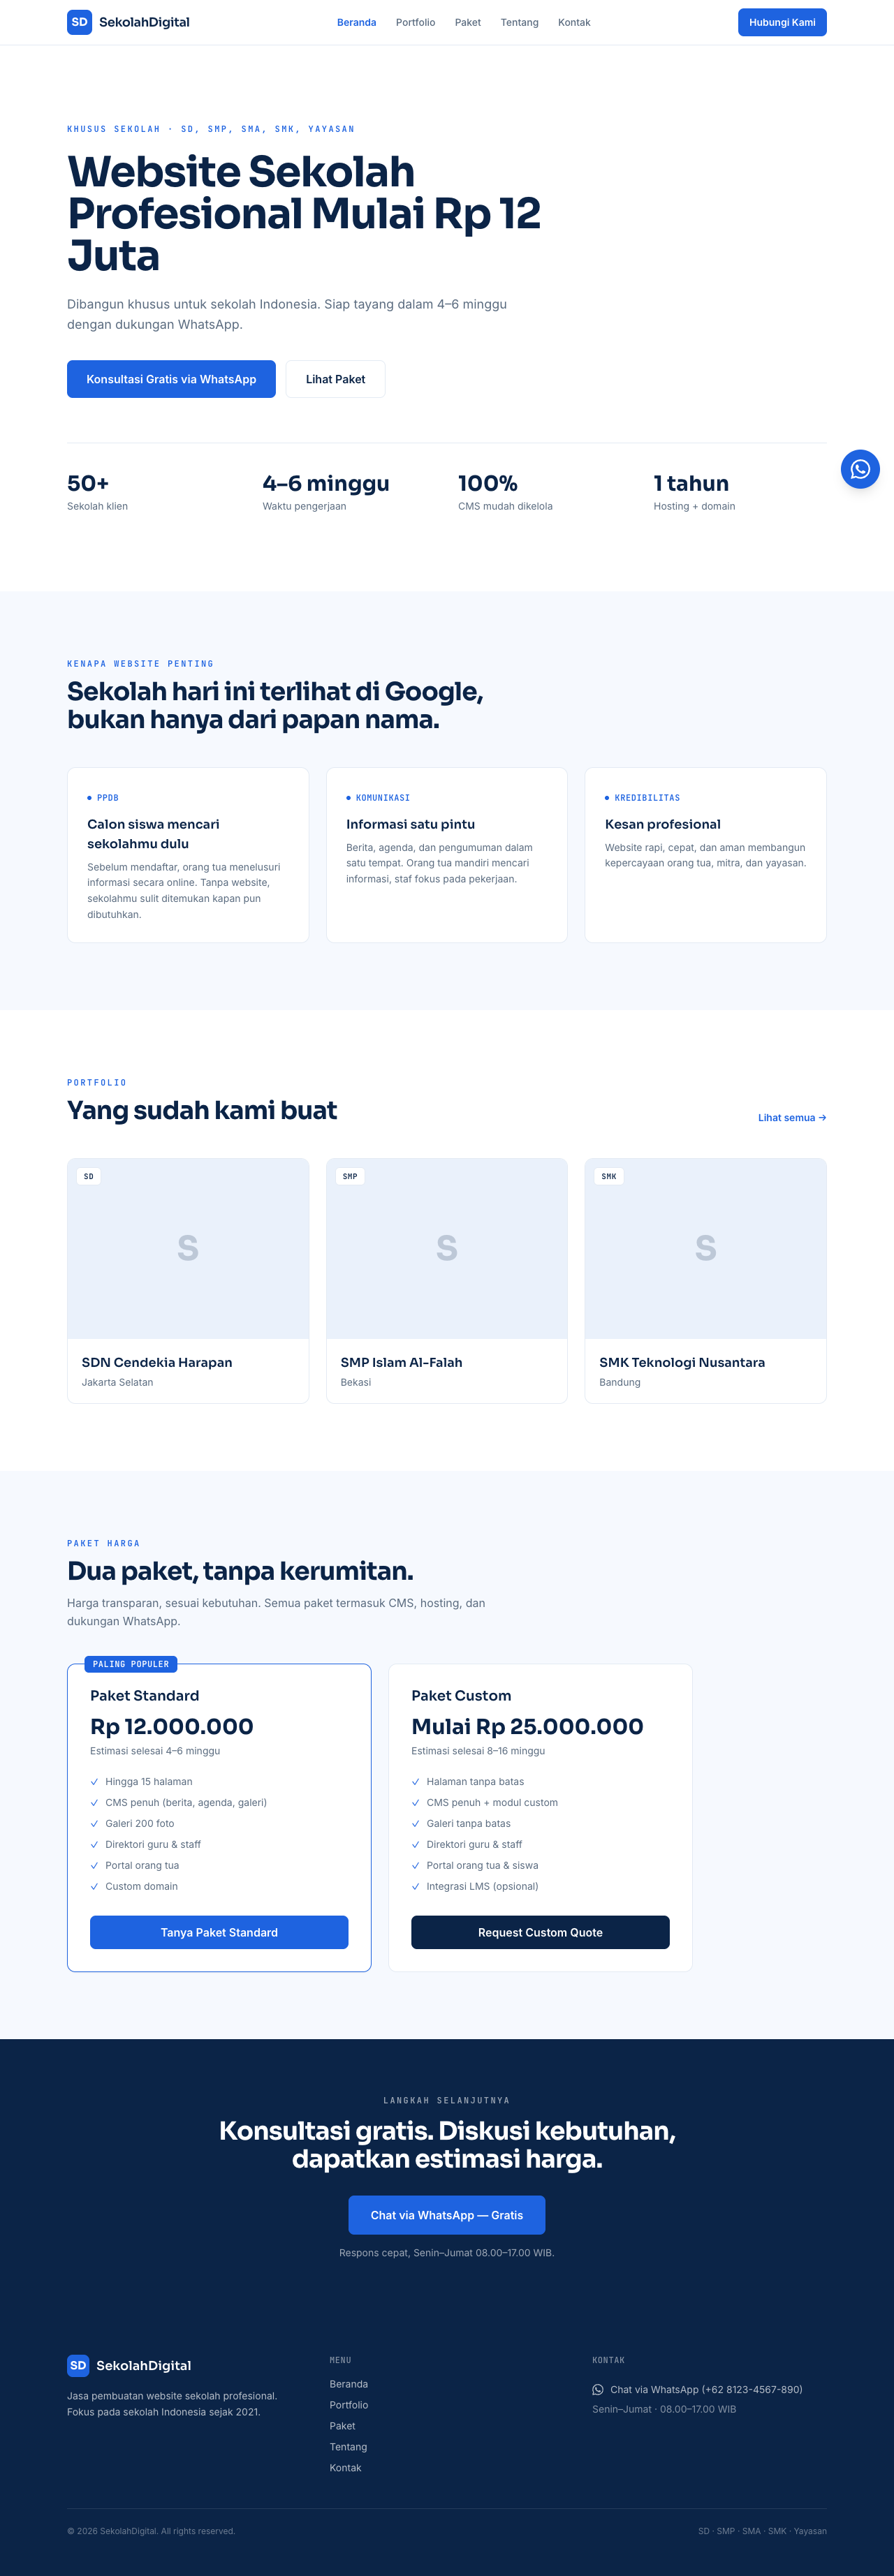 SD SekolahDigital
Beranda
Portfolio
Paket
Tentang
Kontak
Hubungi Kami
KHUSUS SEKOLAH · SD, SMP, SMA, SMK, YAYASAN
Website Sekolah
Profesional Mulai Rp 12
Juta
Dibangun khusus untuk sekolah Indonesia. Siap tayang dalam 4–6 minggu
dengan dukungan WhatsApp.
Konsultasi Gratis via WhatsApp
Lihat Paket
50+
Sekolah klien
4–6 minggu
Waktu pengerjaan
100%
CMS mudah dikelola
1 tahun
Hosting + domain
KENAPA WEBSITE PENTING
Sekolah hari ini terlihat di Google,
bukan hanya dari papan nama.
PPDB
Calon siswa mencari
sekolahmu dulu
Sebelum mendaftar, orang tua menelusuri
informasi secara online. Tanpa website,
sekolahmu sulit ditemukan kapan pun
dibutuhkan.
KOMUNIKASI
Informasi satu pintu
Berita, agenda, dan pengumuman dalam
satu tempat. Orang tua mandiri mencari
informasi, staf fokus pada pekerjaan.
KREDIBILITAS
Kesan profesional
Website rapi, cepat, dan aman membangun
kepercayaan orang tua, mitra, dan yayasan.
PORTFOLIO
Yang sudah kami buat
Lihat semua →
SD
S
SDN Cendekia Harapan
Jakarta Selatan
SMP
S
SMP Islam Al-Falah
Bekasi
SMK
S
SMK Teknologi Nusantara
Bandung
PAKET HARGA
Dua paket, tanpa kerumitan.
Harga transparan, sesuai kebutuhan. Semua paket termasuk CMS, hosting, dan
dukungan WhatsApp.
PALING POPULER
Paket Standard
Rp 12.000.000
Estimasi selesai 4–6 minggu
✓ Hingga 15 halaman
✓ CMS penuh (berita, agenda, galeri)
✓ Galeri 200 foto
✓ Direktori guru & staff
✓ Portal orang tua
✓ Custom domain
Tanya Paket Standard
Paket Custom
Mulai Rp 25.000.000
Estimasi selesai 8–16 minggu
✓ Halaman tanpa batas
✓ CMS penuh + modul custom
✓ Galeri tanpa batas
✓ Direktori guru & staff
✓ Portal orang tua & siswa
✓ Integrasi LMS (opsional)
Request Custom Quote
LANGKAH SELANJUTNYA
Konsultasi gratis. Diskusi kebutuhan,
dapatkan estimasi harga.
Chat via WhatsApp — Gratis
Respons cepat, Senin–Jumat 08.00–17.00 WIB.
SD SekolahDigital
Jasa pembuatan website sekolah profesional.
Fokus pada sekolah Indonesia sejak 2021.
MENU
Beranda
Portfolio
Paket
Tentang
Kontak
KONTAK
Chat via WhatsApp (+62 8123-4567-890)
Senin–Jumat · 08.00–17.00 WIB
© 2026 SekolahDigital. All rights reserved.
SD · SMP · SMA · SMK · Yayasan